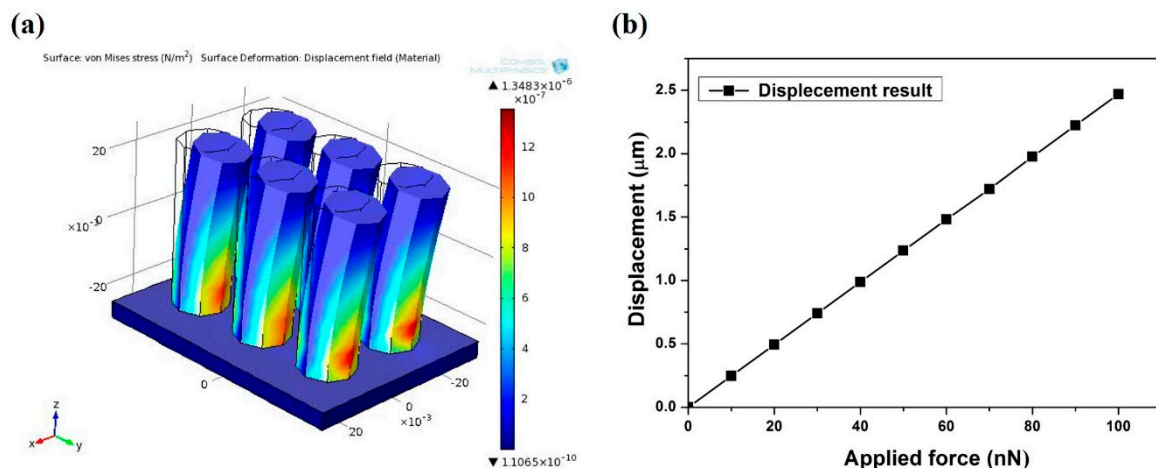 (a)
Surface: von Mises stress (N/m²) Surface Deformation: Displacement field (Material)
COMSOL
MULTIPHYSICS
▲ 1.3483×10⁻⁶
×10⁻⁷
20
0
×10⁻³
-20
12
10
8
6
4
2
▼ 1.1065×10⁻¹⁰
0
20
0
×10⁻³
-20
z
x
y
(b)
Displecement result
Displacement (μm)
2.5
2.0
1.5
1.0
0.5
0.0
0 20 40 60 80 100
Applied force (nN)